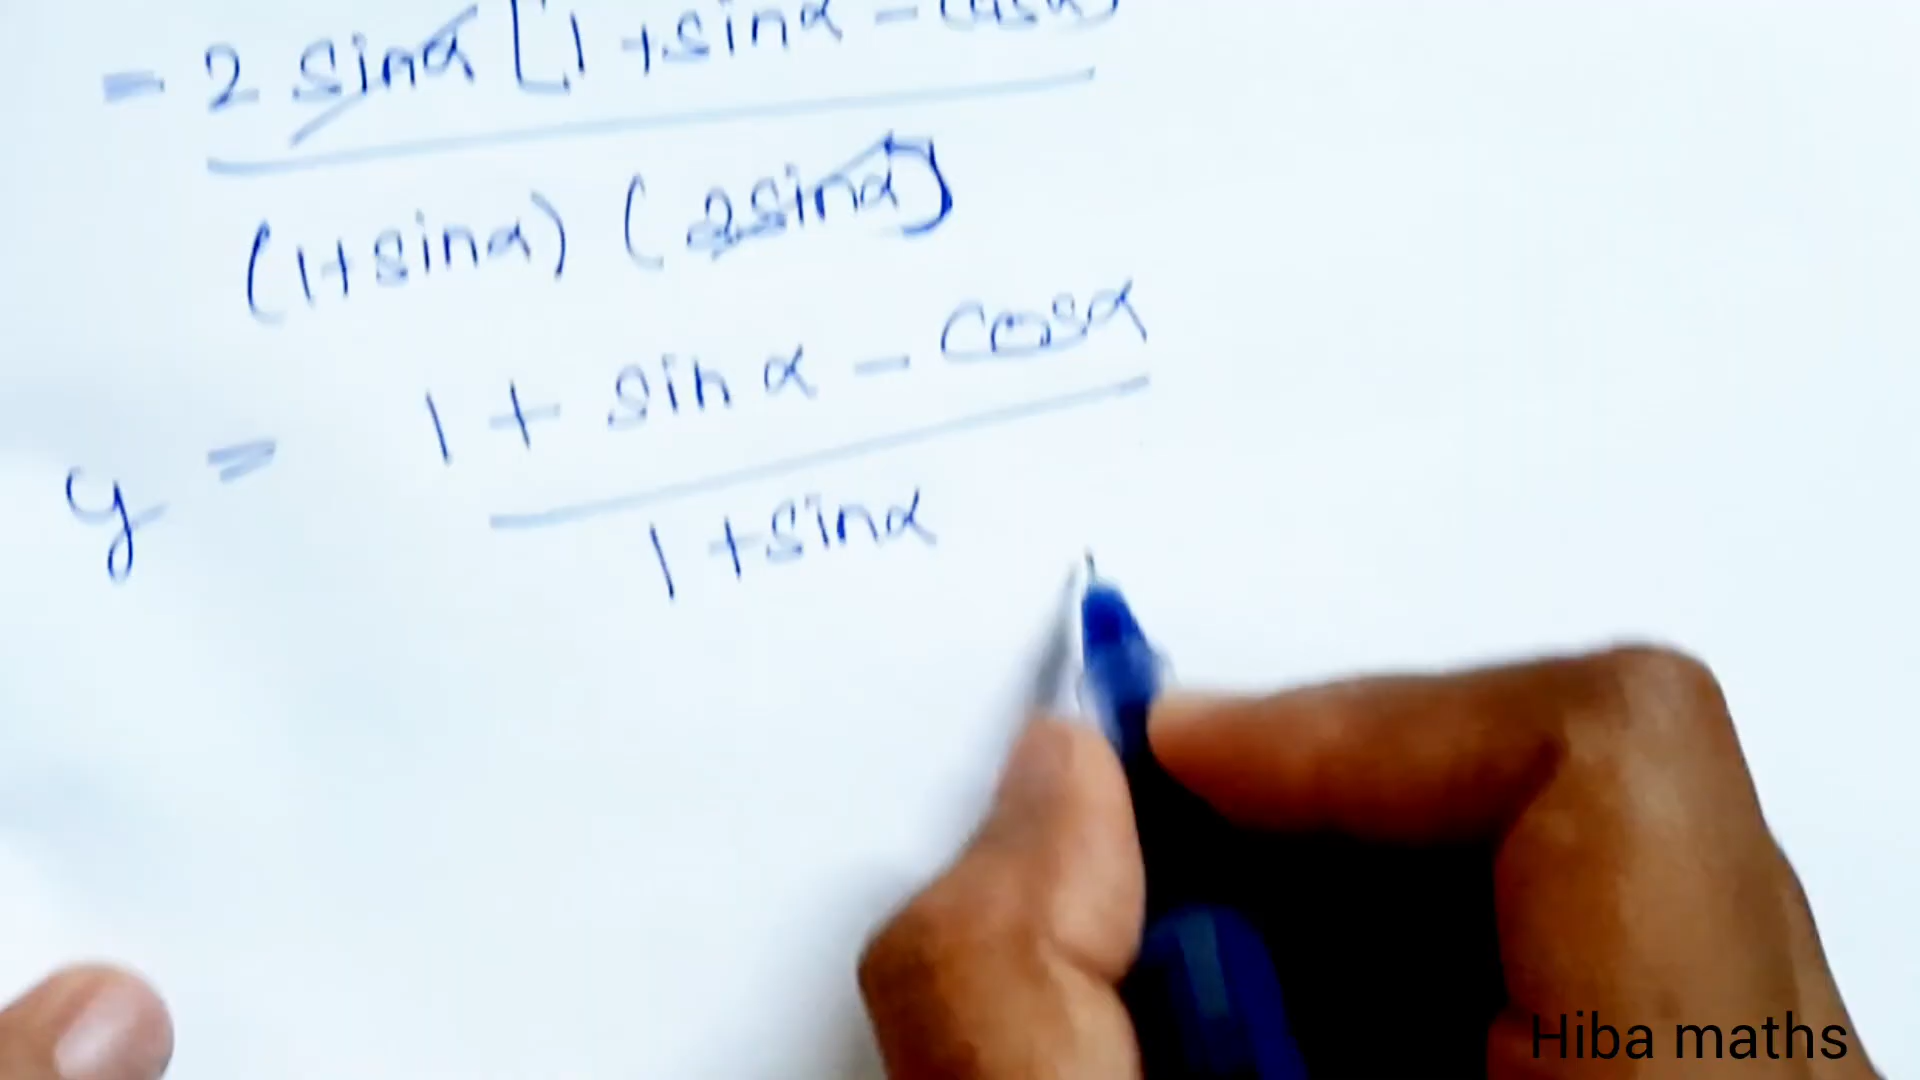 = 2 sinα [1 + sinα - cosα]
(1 + sinα) (2sinα)
y = 1 + sin α - cosα
1 + sinα
Hiba maths